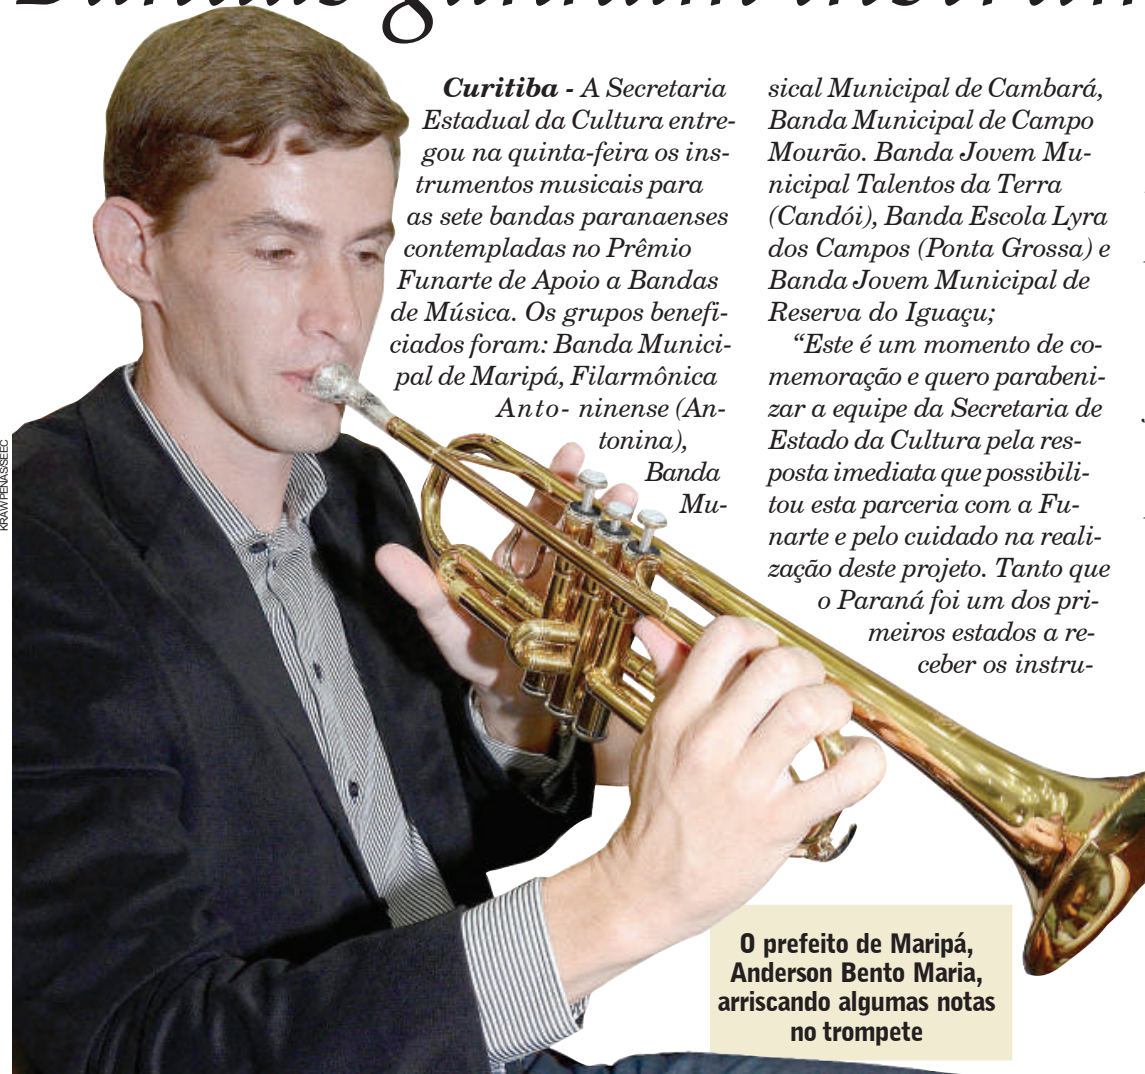 Curitiba - A Secretaria
Estadual da Cultura entre-
gou na quinta-feira os ins-
trumentos musicais para
as sete bandas paranaenses
contempladas no Prêmio
Funarte de Apoio a Bandas
de Música. Os grupos benefi-
ciados foram: Banda Munici-
pal de Maripá, Filarmônica
Anto- ninense (An-
tonina),
Banda
Mu-
sical Municipal de Cambará,
Banda Municipal de Campo
Mourão. Banda Jovem Mu-
nicipal Talentos da Terra
(Candói), Banda Escola Lyra
dos Campos (Ponta Grossa) e
Banda Jovem Municipal de
Reserva do Iguaçu;
“Este é um momento de co-
memoração e quero parabeni-
zar a equipe da Secretaria de
Estado da Cultura pela res-
posta imediata que possibili-
tou esta parceria com a Fu-
narte e pelo cuidado na reali-
zação deste projeto. Tanto que
o Paraná foi um dos pri-
meiros estados a re-
ceber os instru-
KRAW PENAS/SEEC
O prefeito de Maripá,
Anderson Bento Maria,
arriscando algumas notas
no trompete